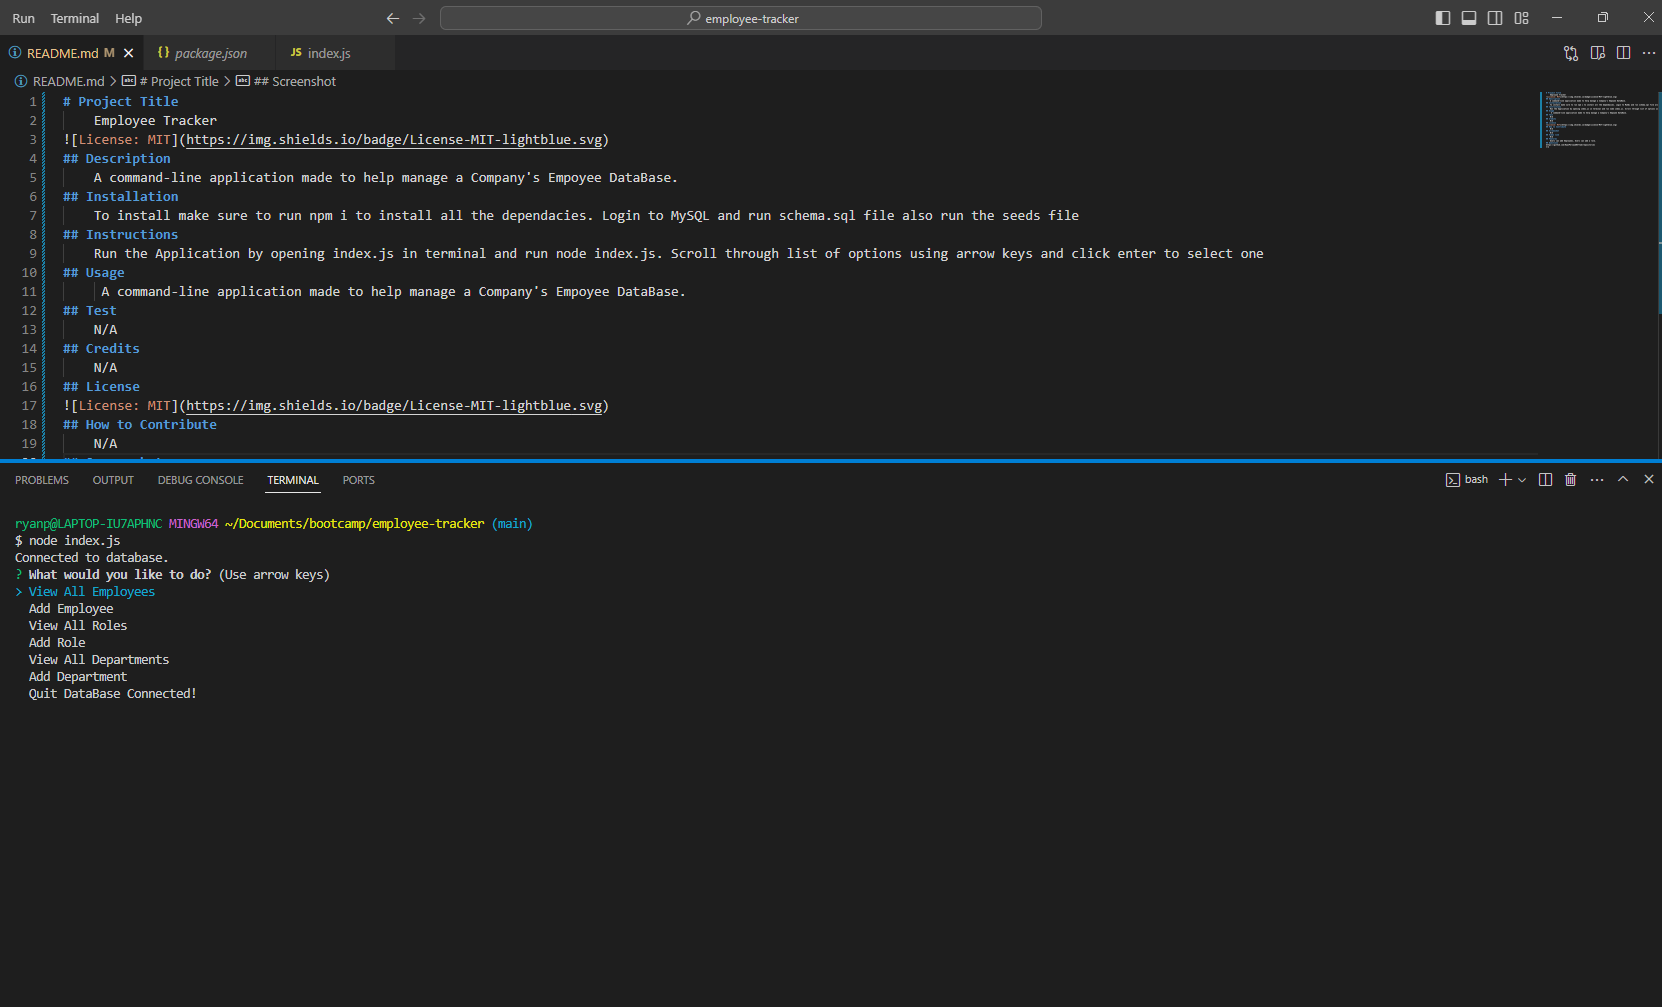 Run Terminal Help
employee-tracker
README.md M
{} package.json
JS index.js
README.md > # Project Title > ## Screenshot
1 # Project Title
2 Employee Tracker
3 ![License: MIT](https://img.shields.io/badge/License-MIT-lightblue.svg)
4 ## Description
5 A command-line application made to help manage a Company's Empoyee DataBase.
6 ## Installation
7 To install make sure to run npm i to install all the dependacies. Login to MySQL and run schema.sql file also run the seeds file
8 ## Instructions
9 Run the Application by opening index.js in terminal and run node index.js. Scroll through list of options using arrow keys and click enter to select one
10 ## Usage
11 A command-line application made to help manage a Company's Empoyee DataBase.
12 ## Test
13 N/A
14 ## Credits
15 N/A
16 ## License
17 ![License: MIT](https://img.shields.io/badge/License-MIT-lightblue.svg)
18 ## How to Contribute
19 N/A
PROBLEMS OUTPUT DEBUG CONSOLE TERMINAL PORTS
bash
ryanp@LAPTOP-IU7APHNC MINGW64 ~/Documents/bootcamp/employee-tracker (main)
$ node index.js
Connected to database.
? What would you like to do? (Use arrow keys)
> View All Employees
Add Employee
View All Roles
Add Role
View All Departments
Add Department
Quit DataBase Connected!